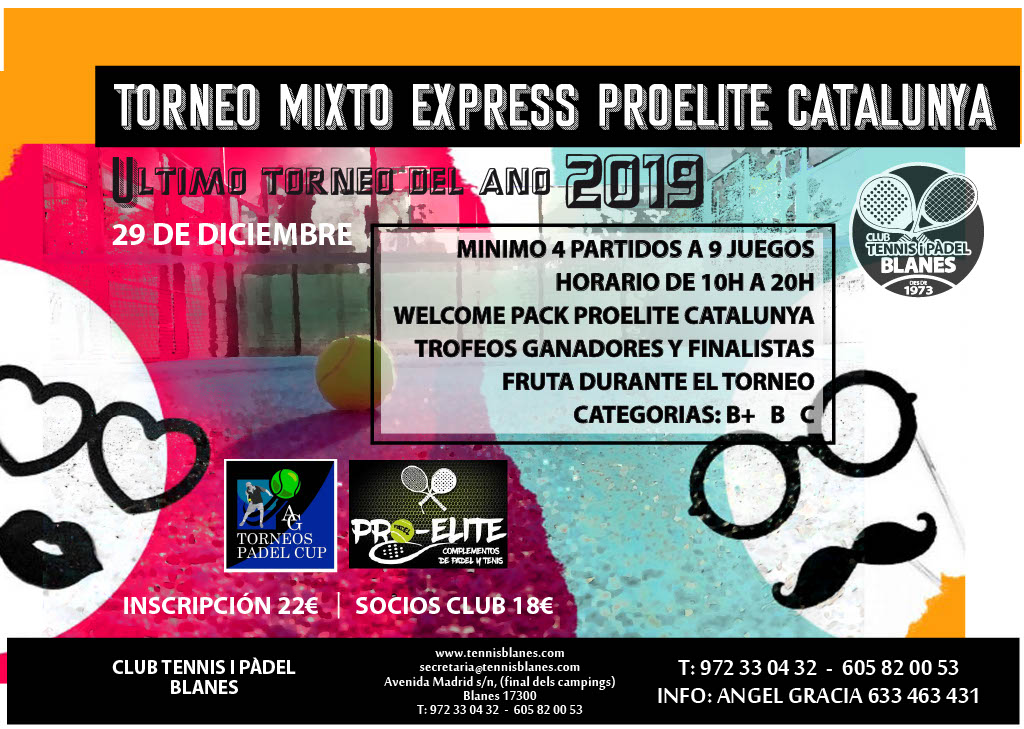 TORNEO MIXTO EXPRESS PROELITE CATALUNYA
ULTIMO TORNEO DEL ANO 2019
29 DE DICIEMBRE
MINIMO 4 PARTIDOS A 9 JUEGOS
HORARIO DE 10H A 20H
WELCOME PACK PROELITE CATALUNYA
TROFEOS GANADORES Y FINALISTAS
FRUTA DURANTE EL TORNEO
CATEGORIAS: B+ B C
CLUB
TENNIS I PÀDEL
BLANES
DES DE
1973
AG
TORNEOS
PADEL CUP
PRO-ELITE
PADEL
COMPLEMENTOS
DE PADEL Y TENIS
INSCRIPCIÓN 22€ | SOCIOS CLUB 18€
CLUB TENNIS I PÀDEL
BLANES
www.tennisblanes.com
secretaria@tennisblanes.com
Avenida Madrid s/n, (final dels campings)
Blanes 17300
T: 972 33 04 32 - 605 82 00 53
T: 972 33 04 32 - 605 82 00 53
INFO: ANGEL GRACIA 633 463 431